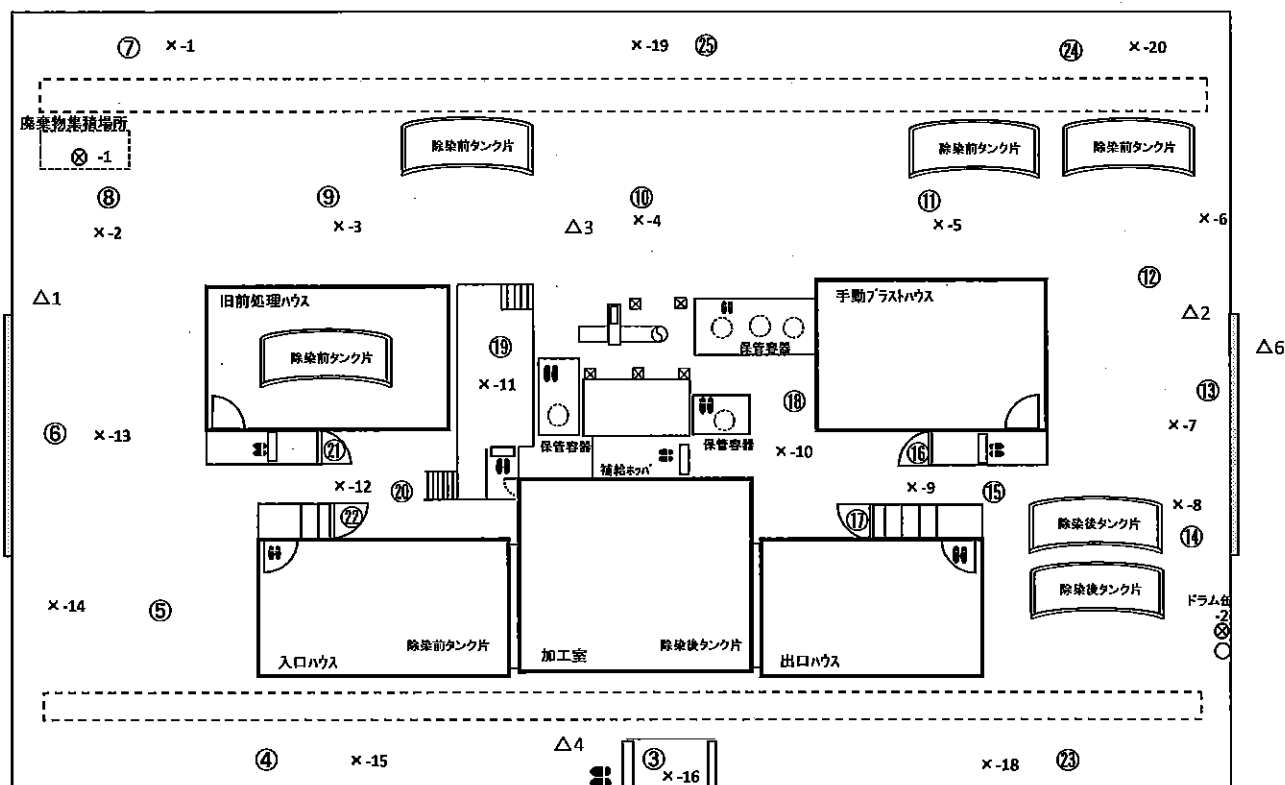 ⑦ ×-1 ×-19 ㉕ ㉔ ×-20
廃棄物集積場所
⊗ -1
除染前タンク片
除染前タンク片
除染前タンク片
⑧ ⑨ ⑩ ⑪
×-2 ×-3 △3 ×-4 ×-5 ×-6
⑫
△1 旧前処理ハウス 手動ブラストハウス △2
△6
除染前タンク片
⑲
保管容器
×-11
⑱ ⑬
⑥ ×-13 ×-7
保管容器 保管容器
㉑ ×-10 ⑯
補給ホッパ
×-12 ⑳ ×-9 ⑮ ×-8
㉒ ⑰
除染後タンク片 ⑭
除染後タンク片
ドラム缶
-2
⊗
×-14 ⑤
入口ハウス 除染前タンク片
加工室 除染後タンク片
出口ハウス
④ ×-15 △4 ③ ×-16 ×-18 ㉓